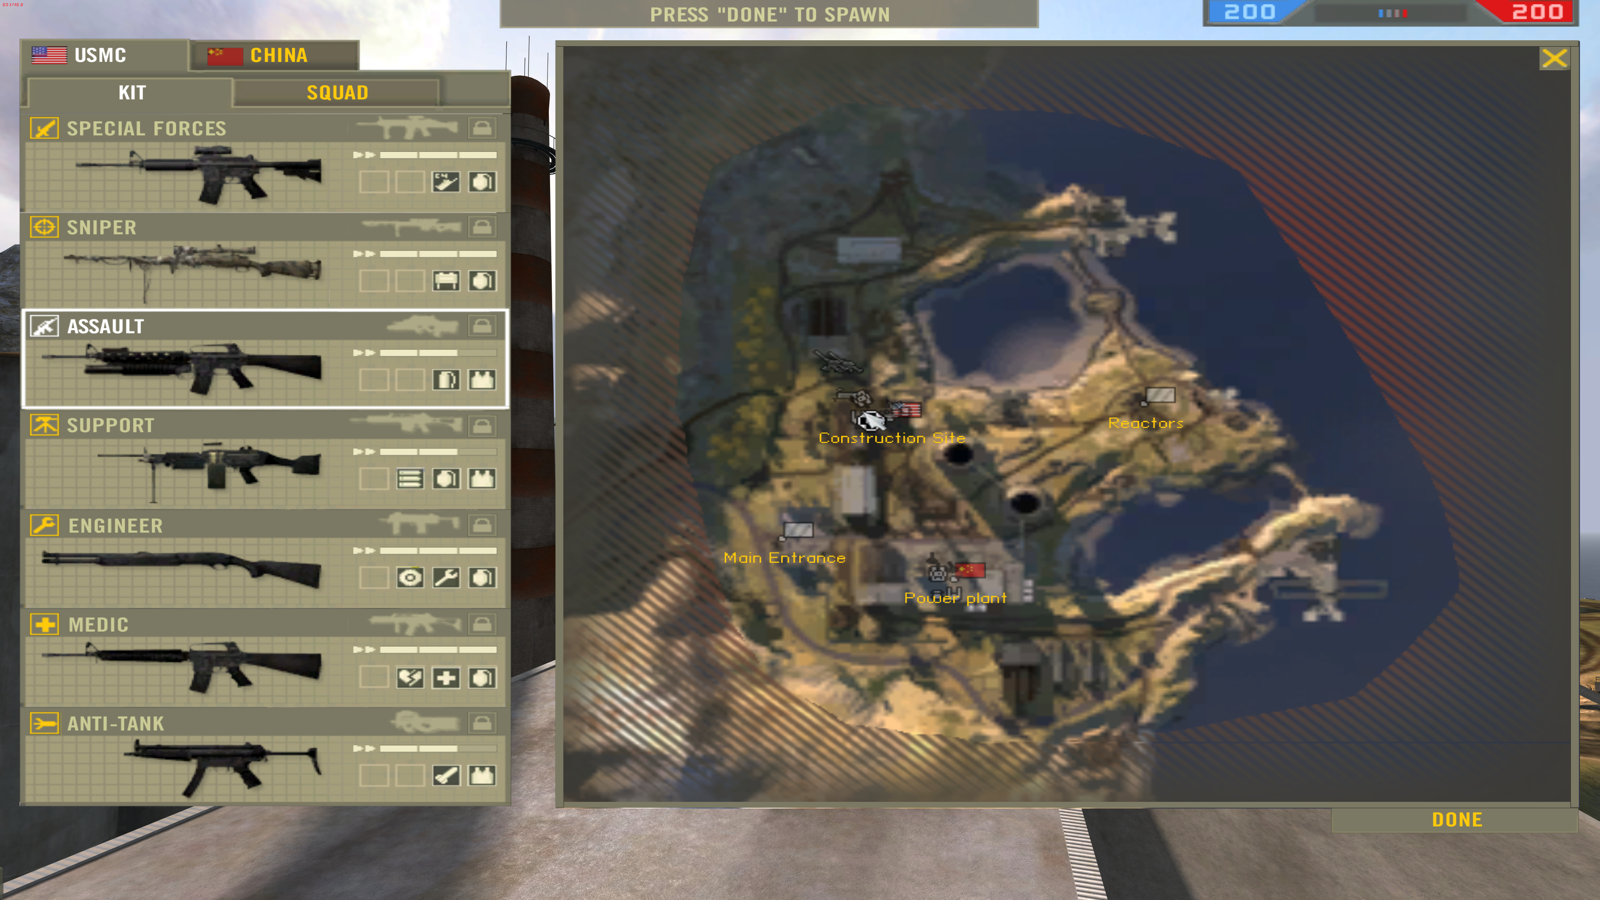 PRESS "DONE" TO SPAWN
200
200
USMC
CHINA
KIT
SQUAD
SPECIAL FORCES
C4
SNIPER
ASSAULT
SUPPORT
ENGINEER
MEDIC
ANTI-TANK
Construction Site
Reactors
Main Entrance
Power plant
DONE